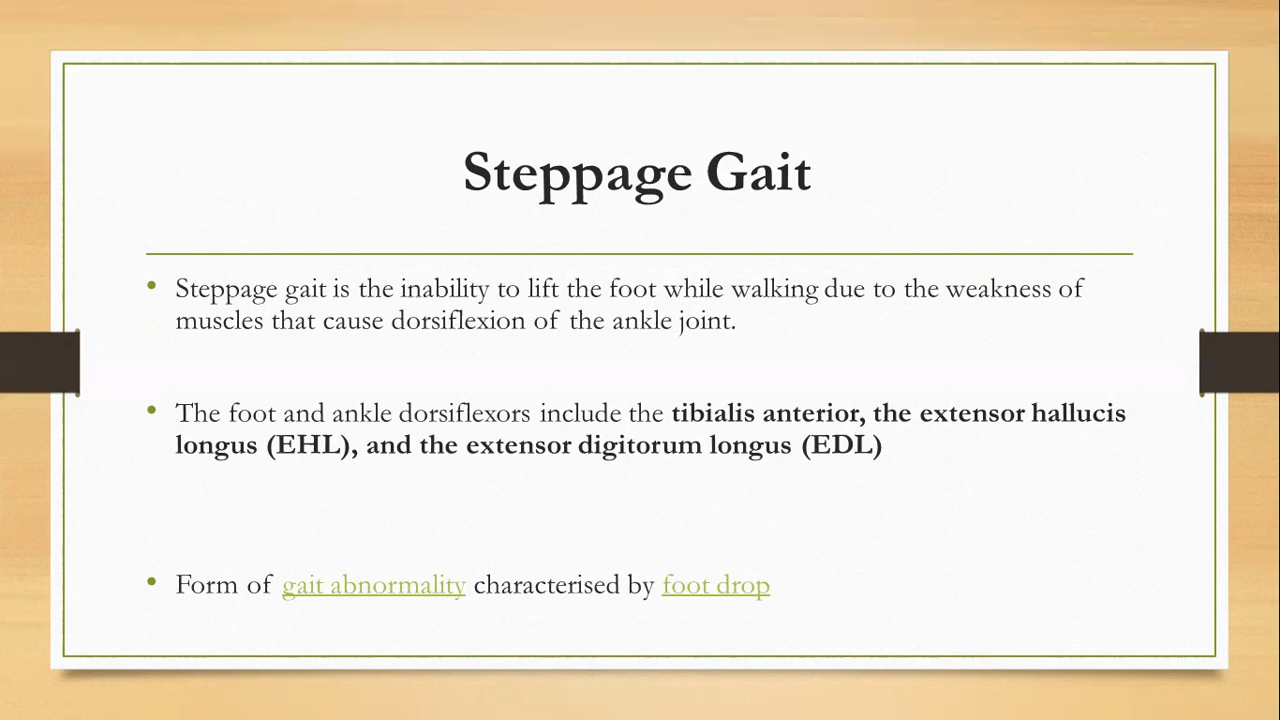 Steppage Gait
• Steppage gait is the inability to lift the foot while walking due to the weakness of
muscles that cause dorsiflexion of the ankle joint.
• The foot and ankle dorsiflexors include the tibialis anterior, the extensor hallucis
longus (EHL), and the extensor digitorum longus (EDL)
• Form of gait abnormality characterised by foot drop